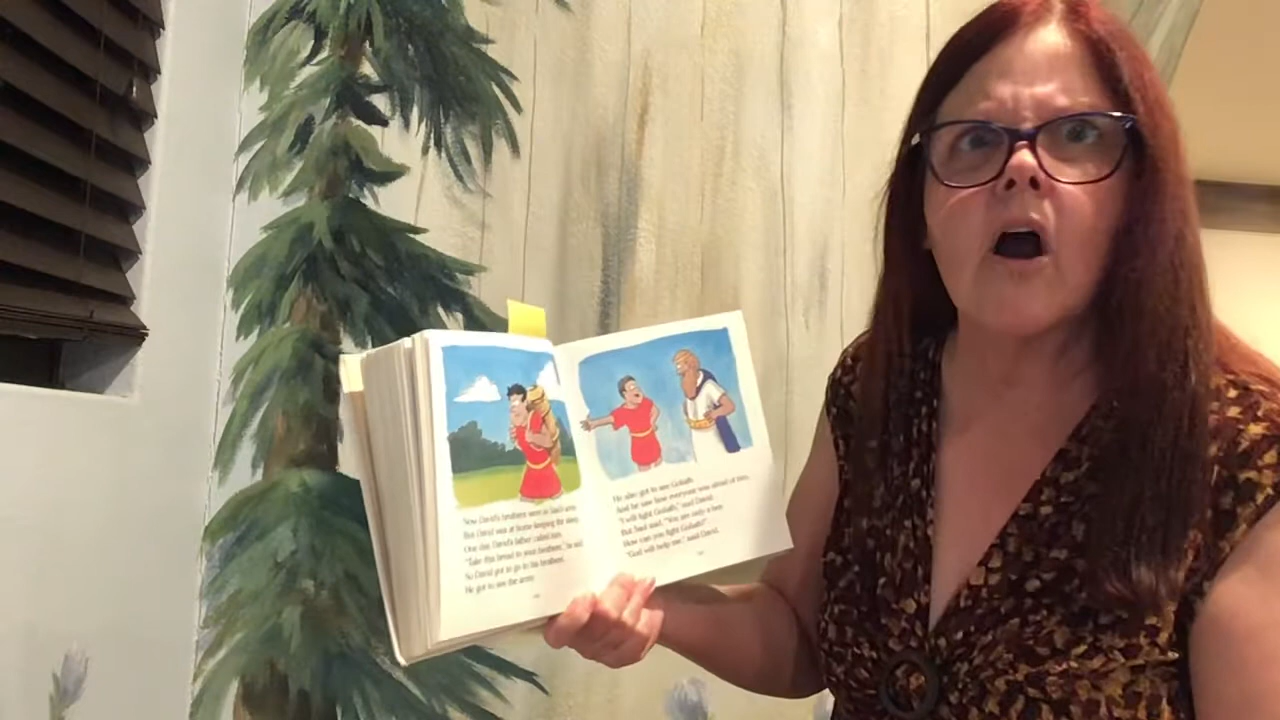 Now David's brothers were in Saul's army.
But David was at home keeping the sheep.
One day, David's father called him.
"Take this bread to your brothers," he said.
So David got to go to his brothers.
He got to see the army.
He also got to see Goliath.
And he saw how everyone was afraid of him.
"I will fight Goliath," said David.
But Saul said, "You are only a boy.
How can you fight Goliath?"
"God will help me," said David.